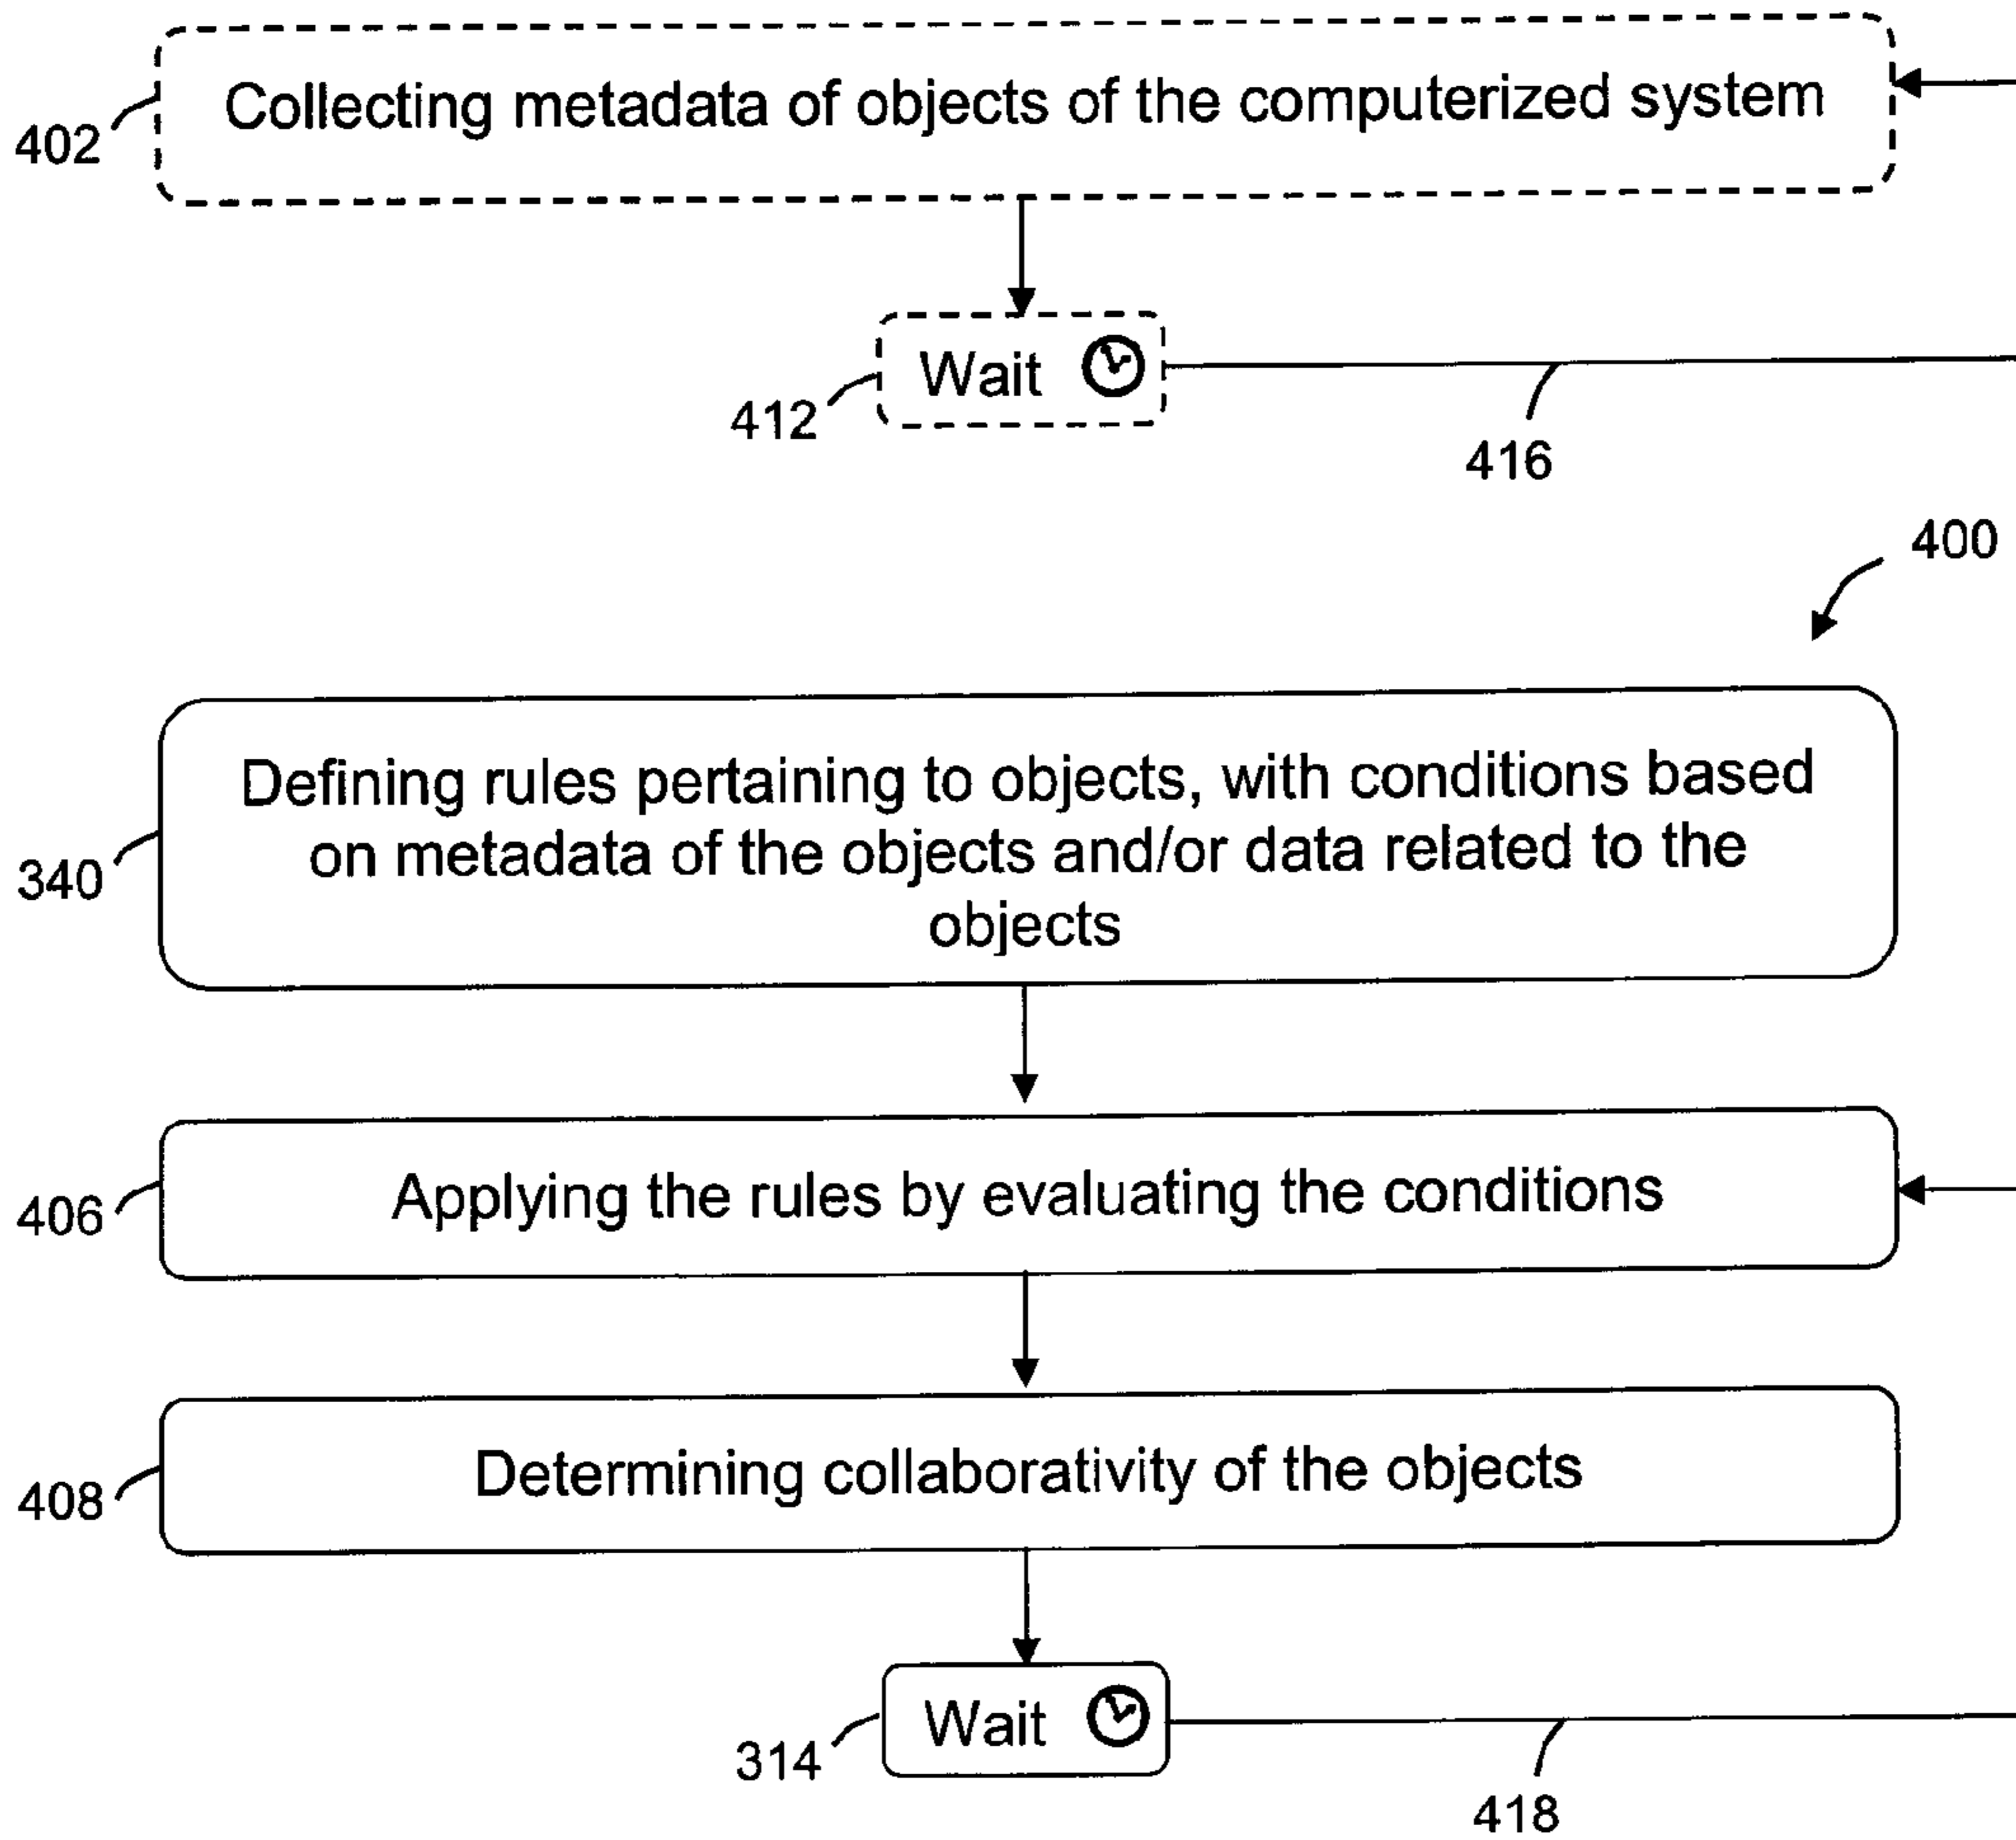 Collecting metadata of objects of the computerized system
402
Wait
412
416
400
Defining rules pertaining to objects, with conditions based
on metadata of the objects and/or data related to the
objects
340
Applying the rules by evaluating the conditions
406
Determining collaborativity of the objects
408
Wait
314
418